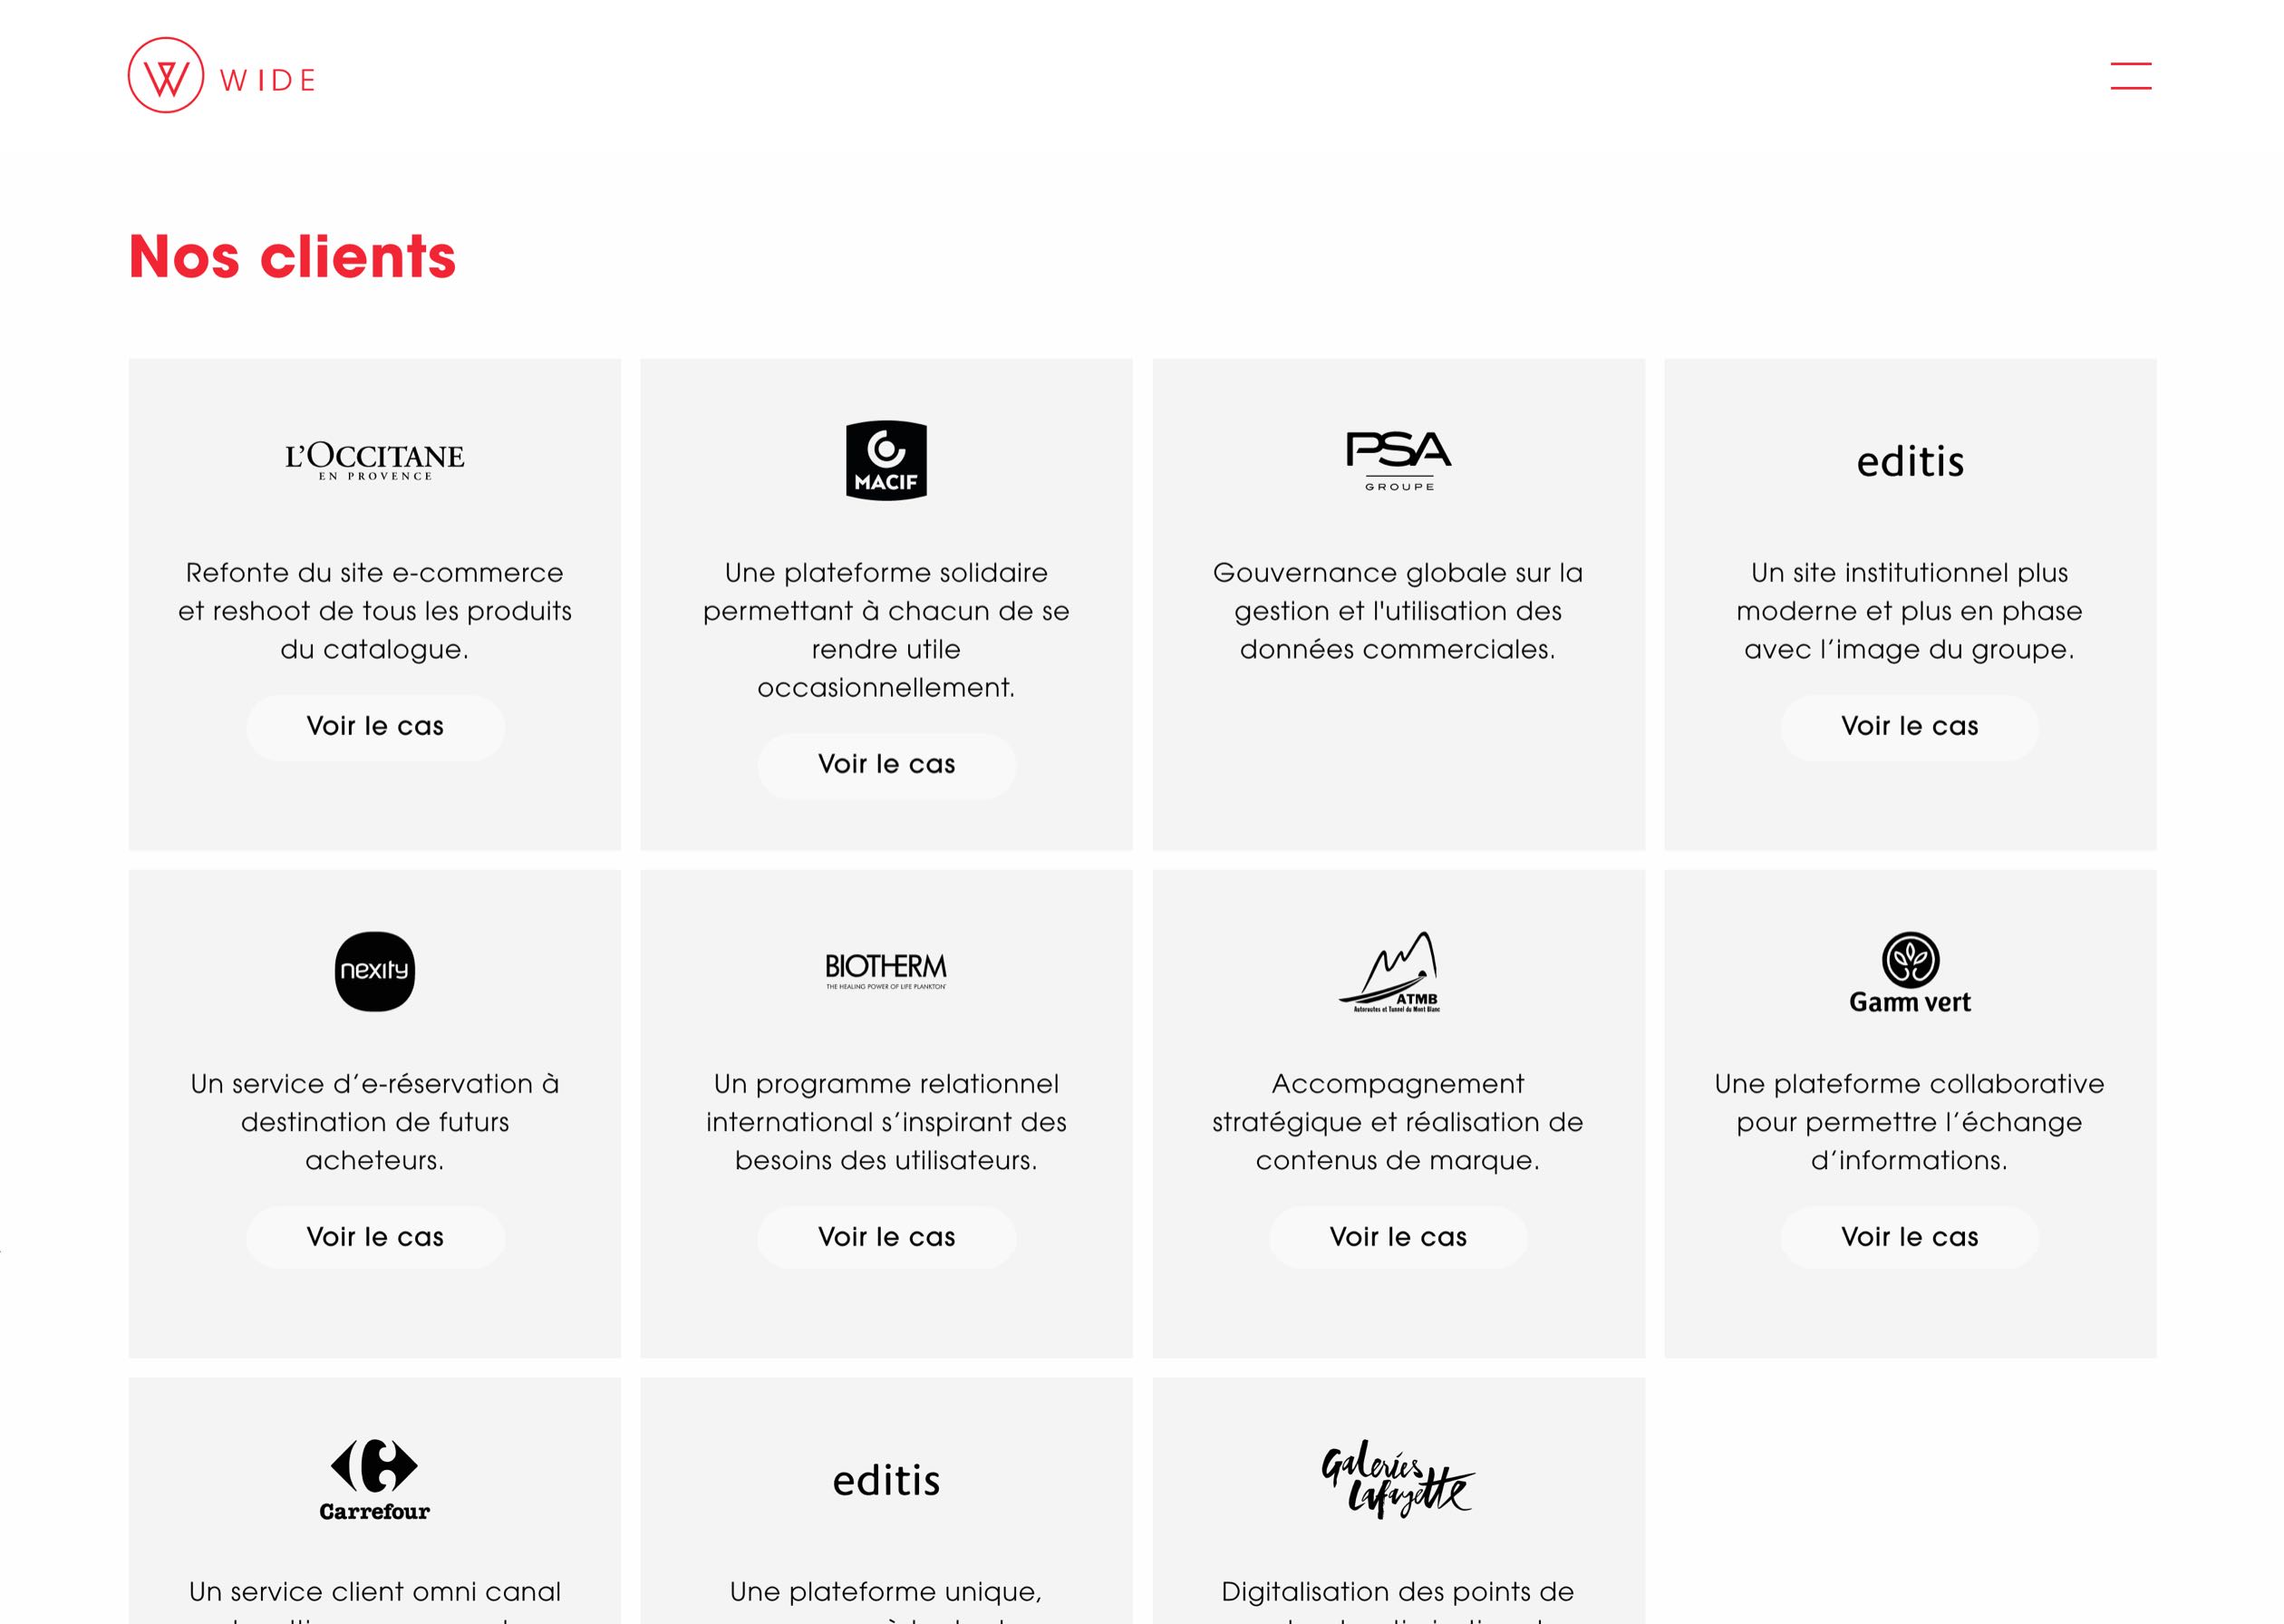 WIDE
Nos clients
L'OCCITANE
EN PROVENCE
Refonte du site e-commerce
et reshoot de tous les produits
du catalogue.
Voir le cas
MACIF
Une plateforme solidaire
permettant à chacun de se
rendre utile
occasionnellement.
Voir le cas
PSA
GROUPE
Gouvernance globale sur la
gestion et l'utilisation des
données commerciales.
editis
Un site institutionnel plus
moderne et plus en phase
avec l’image du groupe.
Voir le cas
nexity
Un service d’e-réservation à
destination de futurs
acheteurs.
Voir le cas
BIOTHERM
THE HEALING POWER OF LIFE PLANKTON
Un programme relationnel
international s’inspirant des
besoins des utilisateurs.
Voir le cas
ATMB
Autoroutes et Tunnel du Mont Blanc
Accompagnement
stratégique et réalisation de
contenus de marque.
Voir le cas
Gamm vert
Une plateforme collaborative
pour permettre l’échange
d’informations.
Voir le cas
Carrefour
Un service client omni canal
editis
Une plateforme unique,
Galeries
Lafayette
Digitalisation des points de